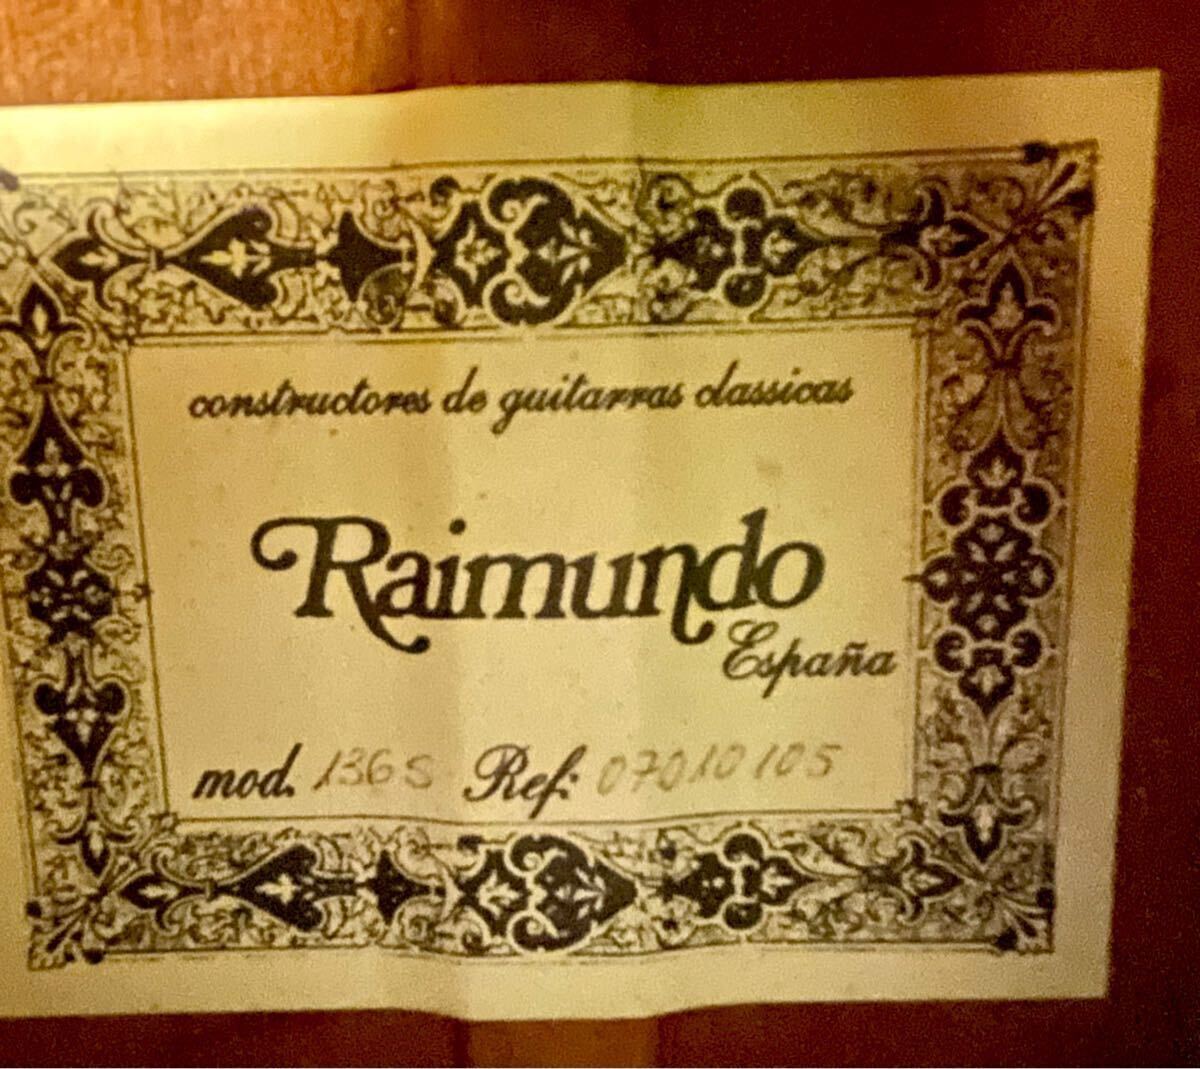 constructores de guitarras classicas
Raimundo
España
mod. 136S Ref: 07010105